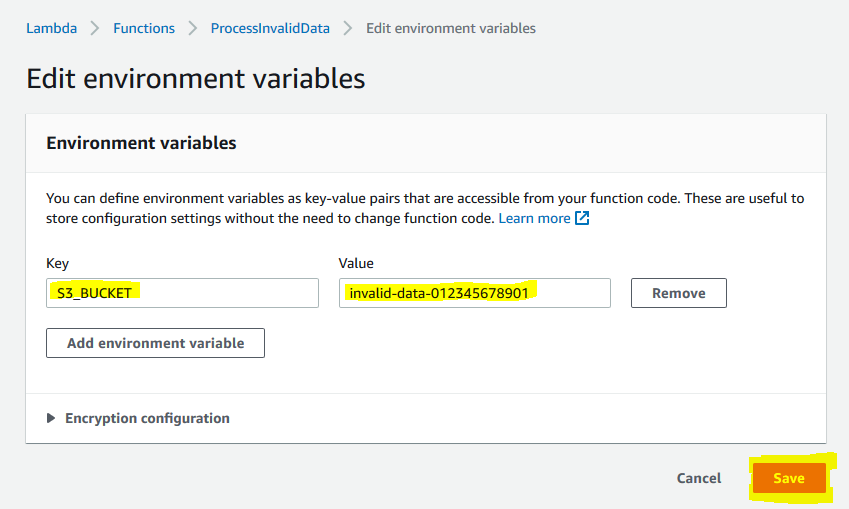 Lambda > Functions > ProcessInvalidData > Edit environment variables
Edit environment variables
Environment variables
You can define environment variables as key-value pairs that are accessible from your function code. These are useful to
store configuration settings without the need to change function code. Learn more
Key Value
S3_BUCKET invalid-data-012345678901 Remove
Add environment variable
Encryption configuration
Cancel Save